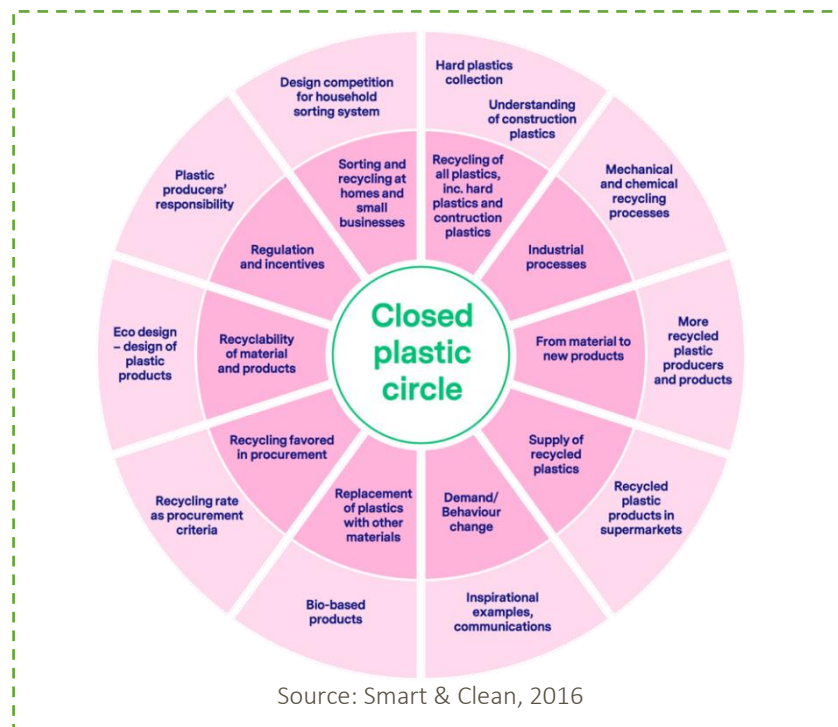 Hard plastics
collection
Understanding
of construction
plastics
Recycling of
all plastics,
inc. hard
plastics and
contruction
plastics
Mechanical
and chemical
recycling
processes
Industrial
processes
More
recycled
plastic
producers
and products
From material to
new products
Recycled
plastic
products in
supermarkets
Supply of
recycled
plastics
Inspirational
examples,
communications
Demand/
Behaviour
change
Bio-based
products
Replacement
of plastics
with other
materials
Recycling rate
as procurement
criteria
Recycling favored
in procurement
Eco design
– design of
plastic
products
Recyclability
of material
and products
Plastic
producers’
responsibility
Regulation
and incentives
Design competition
for household
sorting system
Sorting and
recycling at
homes and
small
businesses
Closed
plastic
circle
Source: Smart & Clean, 2016